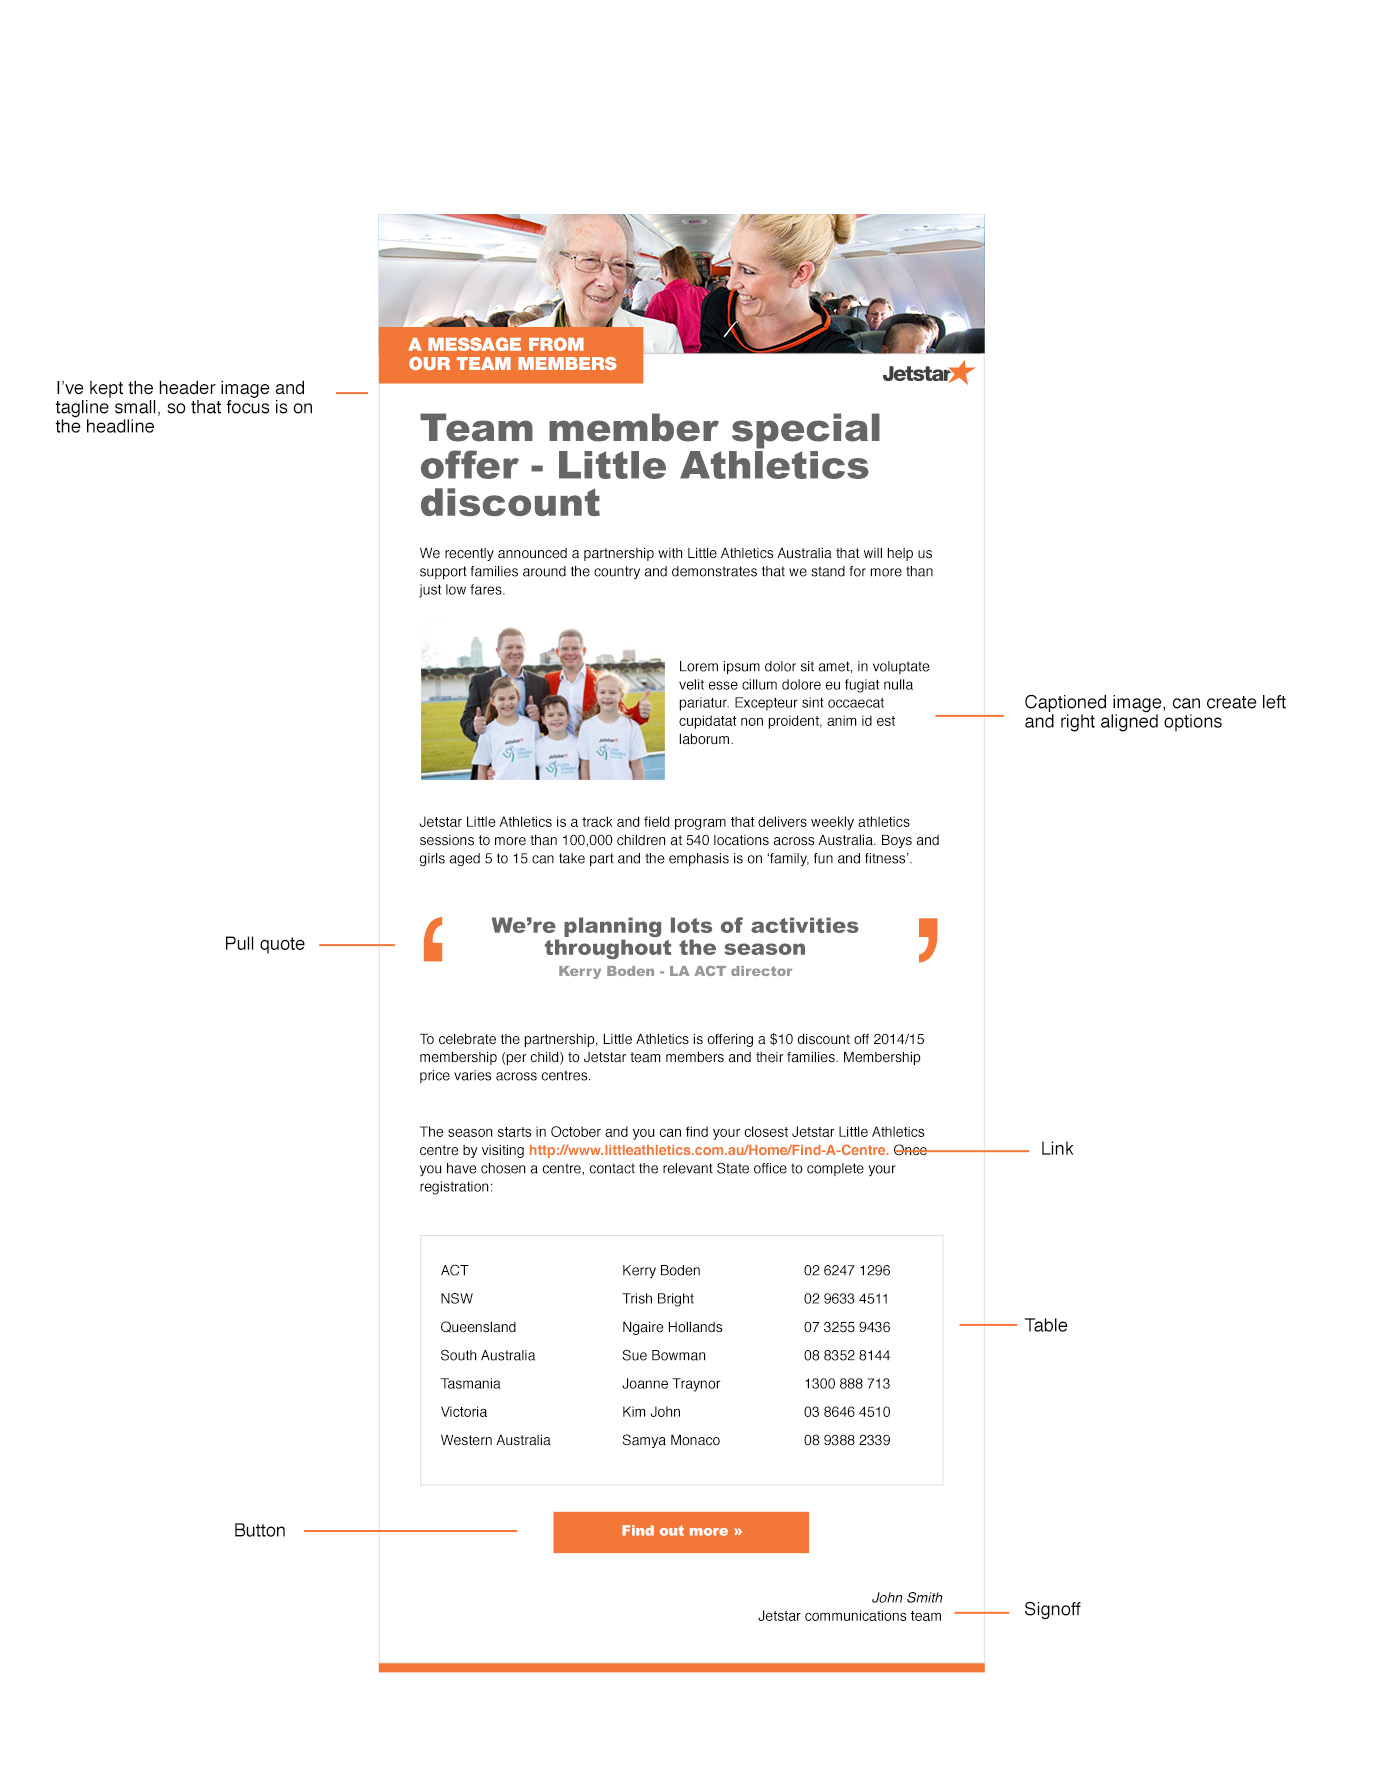 A MESSAGE FROM
OUR TEAM MEMBERS
Jetstar
I've kept the header image and
tagline small, so that focus is on
the headline
Team member special
offer - Little Athletics
discount
We recently announced a partnership with Little Athletics Australia that will help us
support families around the country and demonstrates that we stand for more than
just low fares.
Jetstar
Jetstar
Jetstar
Lorem ipsum dolor sit amet, in voluptate
velit esse cillum dolore eu fugiat nulla
pariatur. Excepteur sint occaecat
cupidatat non proident, anim id est
laborum.
Captioned image, can create left
and right aligned options
Jetstar Little Athletics is a track and field program that delivers weekly athletics
sessions to more than 100,000 children at 540 locations across Australia. Boys and
girls aged 5 to 15 can take part and the emphasis is on ‘family, fun and fitness’.
Pull quote
‘ We’re planning lots of activities ’
throughout the season
Kerry Boden - LA ACT director
To celebrate the partnership, Little Athletics is offering a $10 discount off 2014/15
membership (per child) to Jetstar team members and their families. Membership
price varies across centres.
The season starts in October and you can find your closest Jetstar Little Athletics
centre by visiting http://www.littleathletics.com.au/Home/Find-A-Centre. Once
you have chosen a centre, contact the relevant State office to complete your
registration:
Link
ACT Kerry Boden 02 6247 1296
NSW Trish Bright 02 9633 4511
Queensland Ngaire Hollands 07 3255 9436
South Australia Sue Bowman 08 8352 8144
Tasmania Joanne Traynor 1300 888 713
Victoria Kim John 03 8646 4510
Western Australia Samya Monaco 08 9388 2339
Table
Button
Find out more »
John Smith
Jetstar communications team
Signoff